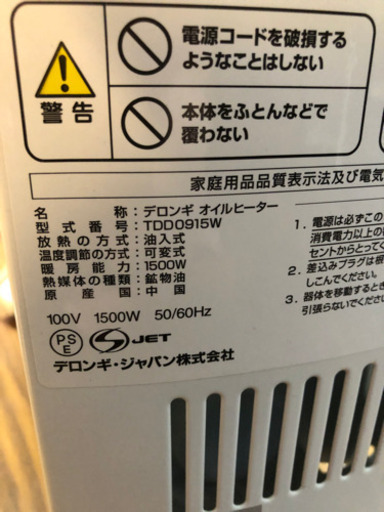 電源コードを破損する
ようなことはしない
警告
本体をふとんなどで
覆わない
家庭用品品質表示法及び電気
名称：デロンギ オイルヒーター
型式番号：TDD0915W
放熱の方式：油入式
温度調節の方式：可変式
暖房能力：1500W
熱媒体の種類：鉱物油
原産国：中国
100V 1500W 50/60Hz
PSE JET
デロンギ・ジャパン株式会社
1. 電源は必ずこの
消費電力以上の
セントからとって
2. 差込みプラグは根
しこんでください。
3. 器体を移動するとき
引張らないでくださ